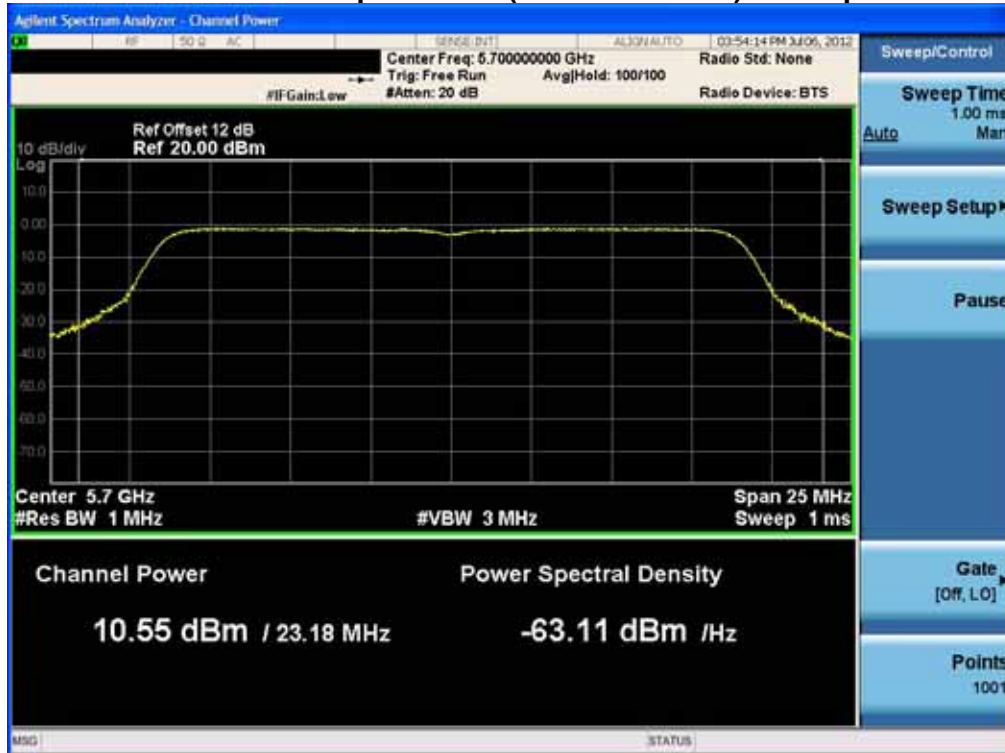 Agilent Spectrum Analyzer - Channel Power
RF 50 Ω AC SENSE:INT ALIGNAUTO 03:54:14 PM Jul 06, 2012
Center Freq: 5.700000000 GHz Radio Std: None
Trig: Free Run Avg|Hold: 100/100
#IFGain:Low #Atten: 20 dB Radio Device: BTS
Ref Offset 12 dB
10 dB/div Ref 20.00 dBm
Log
10.0
0.00
10.0
20.0
30.0
40.0
50.0
60.0
70.0
Center 5.7 GHz Span 25 MHz
#Res BW 1 MHz #VBW 3 MHz Sweep 1 ms
Channel Power Power Spectral Density
10.55 dBm / 23.18 MHz -63.11 dBm /Hz
MSG STATUS
Sweep/Control
Sweep Time
1.00 ms
Auto Man
Sweep Setup
Pause
Gate
[Off, LO]
Points
1001